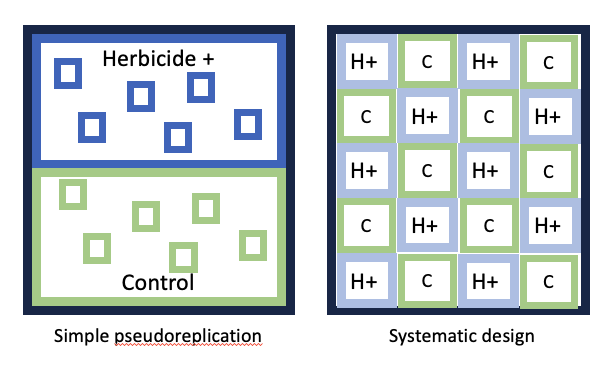 Herbicide +
Control
Simple pseudoreplication
H+ C H+ C
C H+ C H+
H+ C H+ C
C H+ C H+
H+ C H+ C
Systematic design